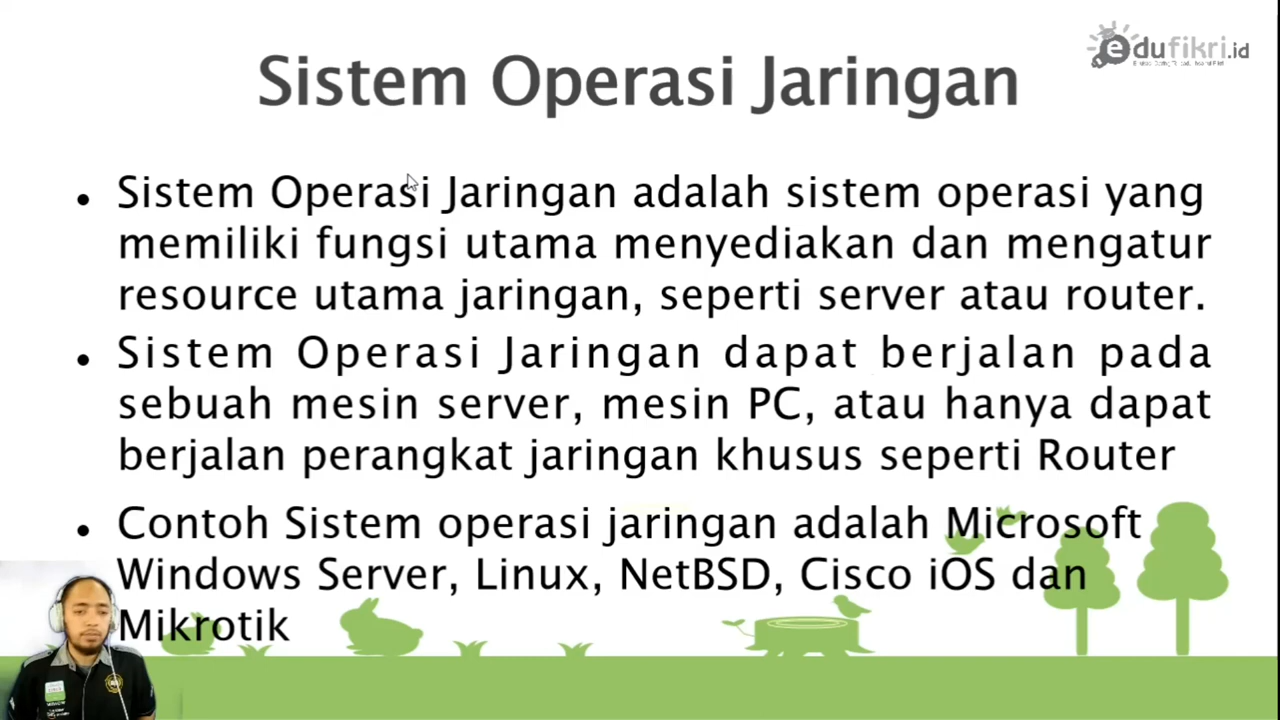 edufikri.id
Sistem Operasi Jaringan
• Sistem Operasi Jaringan adalah sistem operasi yang
memiliki fungsi utama menyediakan dan mengatur
resource utama jaringan, seperti server atau router.
• Sistem Operasi Jaringan dapat berjalan pada
sebuah mesin server, mesin PC, atau hanya dapat
berjalan perangkat jaringan khusus seperti Router
• Contoh Sistem operasi jaringan adalah Microsoft
Windows Server, Linux, NetBSD, Cisco iOS dan
Mikrotik